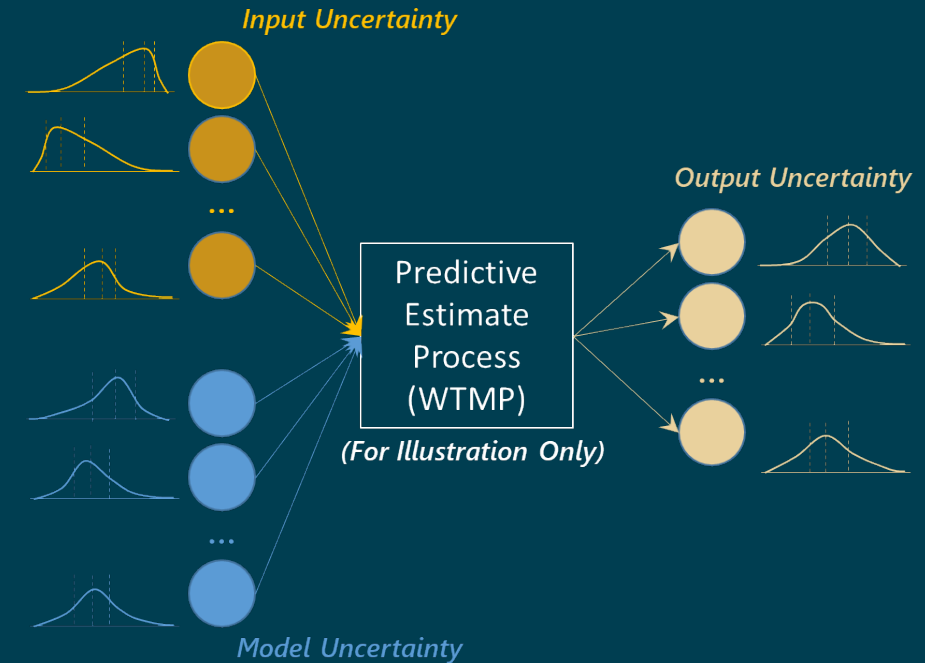 Input Uncertainty
...
Output Uncertainty
Predictive
Estimate
Process
(WTMP)
(For Illustration Only)
...
...
Model Uncertainty